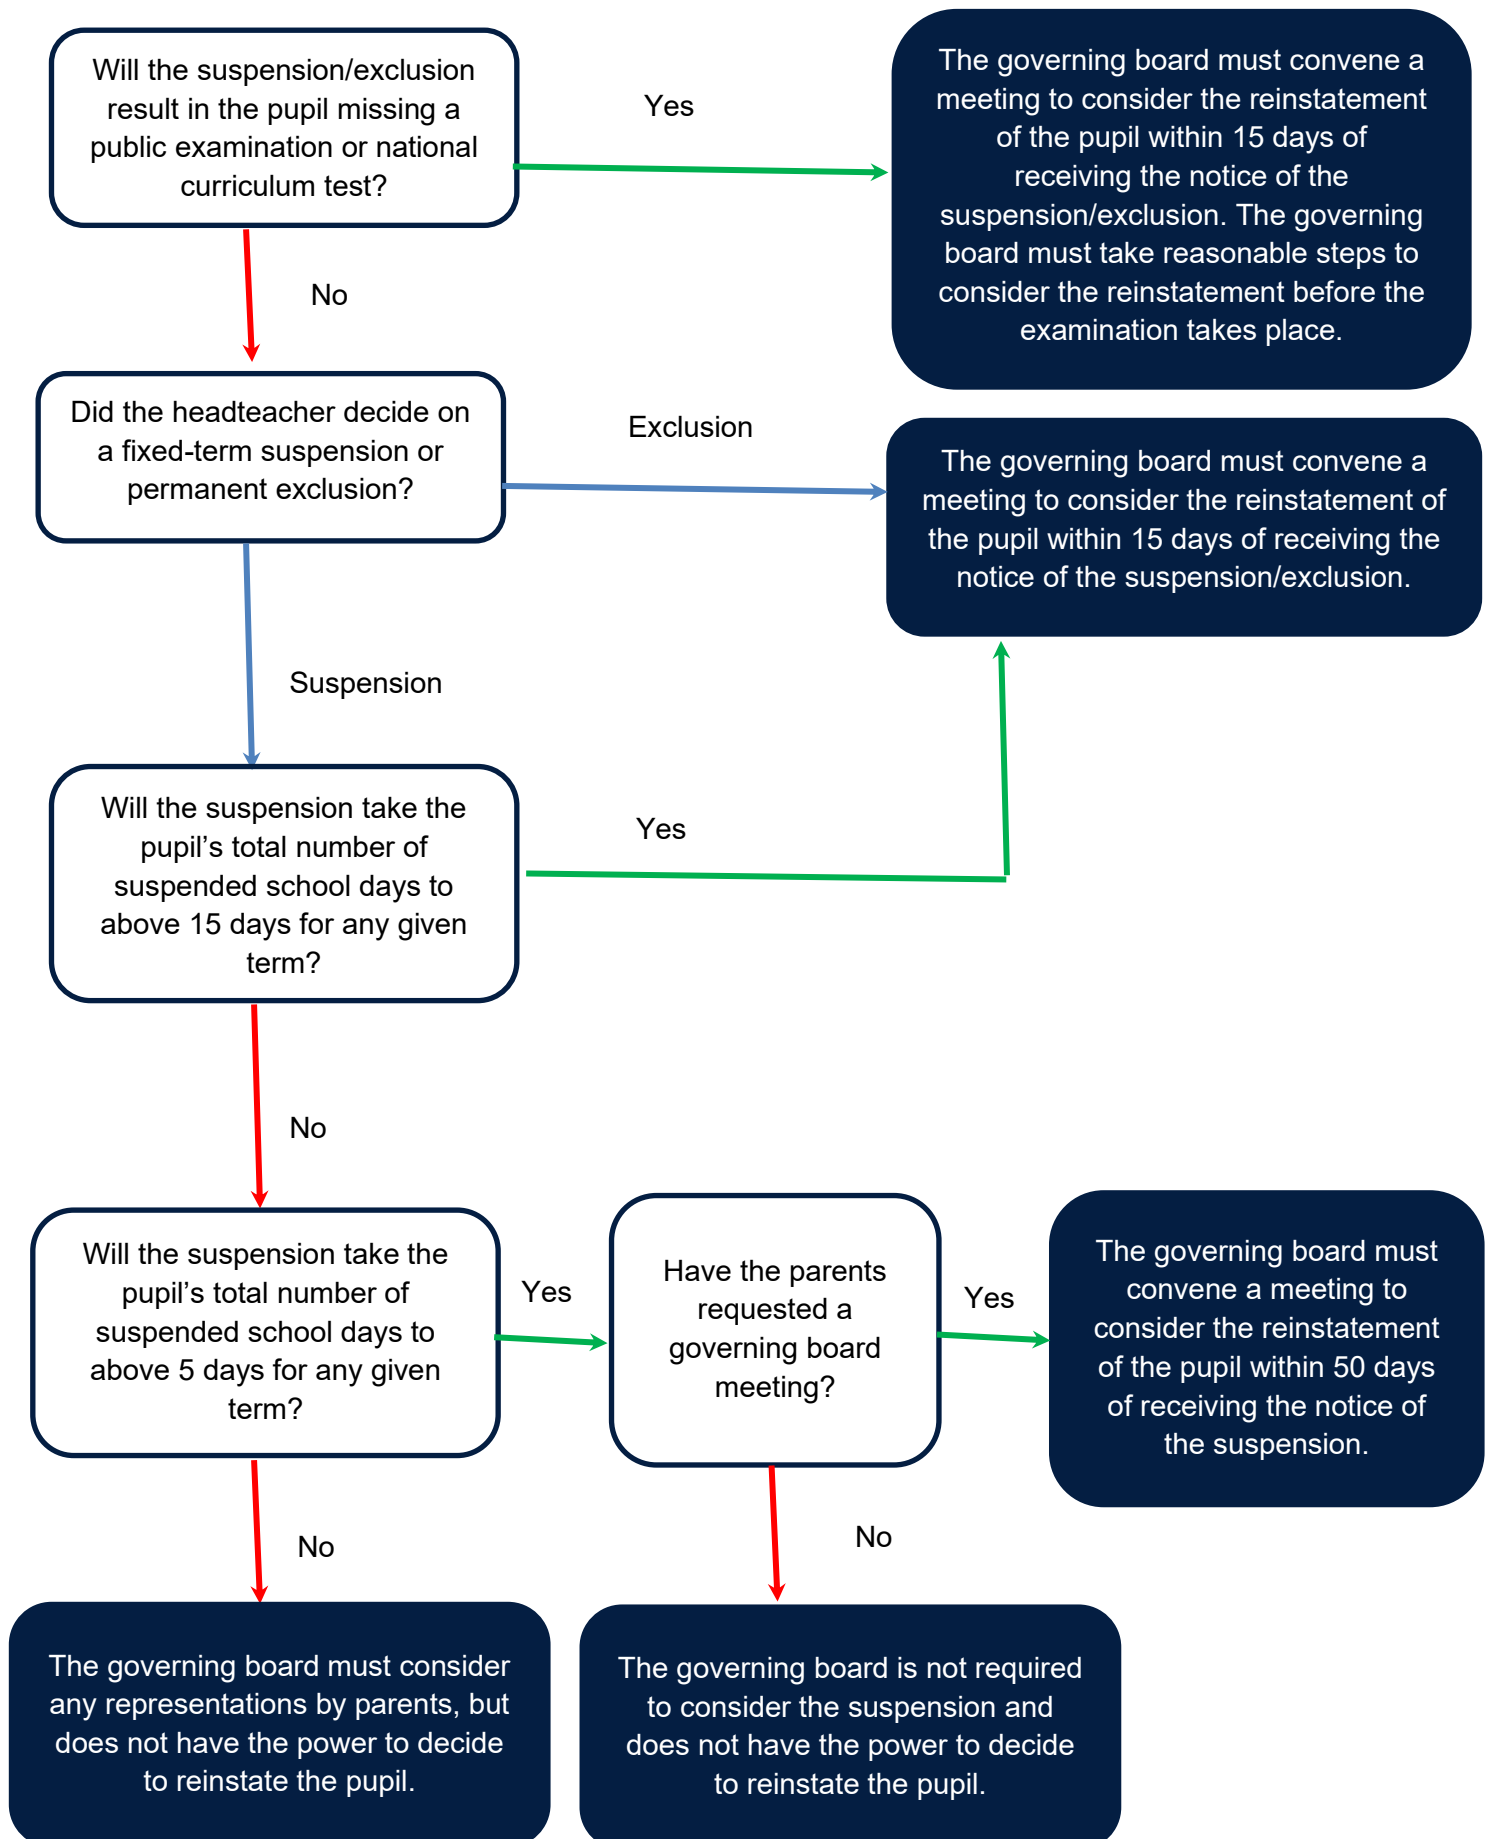 Will the suspension/exclusion
result in the pupil missing a
public examination or national
curriculum test?
Yes
The governing board must convene a
meeting to consider the reinstatement
of the pupil within 15 days of
receiving the notice of the
suspension/exclusion. The governing
board must take reasonable steps to
consider the reinstatement before the
examination takes place.
No
Did the headteacher decide on
a fixed-term suspension or
permanent exclusion?
Exclusion
The governing board must convene a
meeting to consider the reinstatement of
the pupil within 15 days of receiving the
notice of the suspension/exclusion.
Suspension
Will the suspension take the
pupil’s total number of
suspended school days to
above 15 days for any given
term?
Yes
No
Will the suspension take the
pupil’s total number of
suspended school days to
above 5 days for any given
term?
Yes
Have the parents
requested a
governing board
meeting?
Yes
The governing board must
convene a meeting to
consider the reinstatement
of the pupil within 50 days
of receiving the notice of
the suspension.
No
No
The governing board must consider
any representations by parents, but
does not have the power to decide
to reinstate the pupil.
The governing board is not required
to consider the suspension and
does not have the power to decide
to reinstate the pupil.